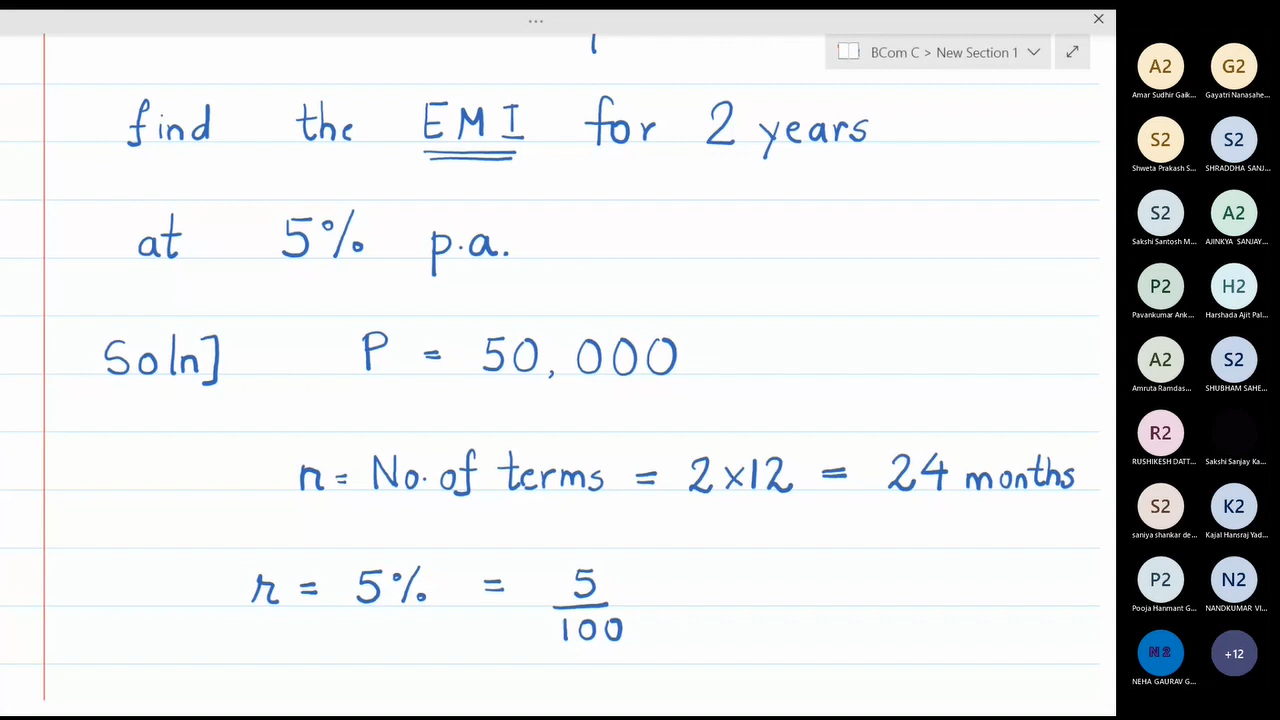 BCom C > New Section 1
find the EMI for 2 years
at 5% p.a.
Soln] P = 50,000
n = No. of terms = 2×12 = 24 months
r = 5% = 5/100
A2
Amar Sudhir Gaik...
G2
Gayatri Nanasahe...
S2
Shweta Prakash S...
S2
SHRADDHA SANJ...
S2
Sakshi Santosh M...
A2
AJINKYA SANJAY...
P2
Pavankumar Ank...
H2
Harshada Ajit Pal...
A2
Amruta Ramdas...
S2
SHUBHAM SAHE...
R2
RUSHIKESH DATT...
Sakshi Sanjay Ka...
S2
saniya shankar de...
K2
Kajal Hansraj Yad...
P2
Pooja Hanmant G...
N2
NANDKUMAR VI...
N2
NEHA GAURAV G...
+12